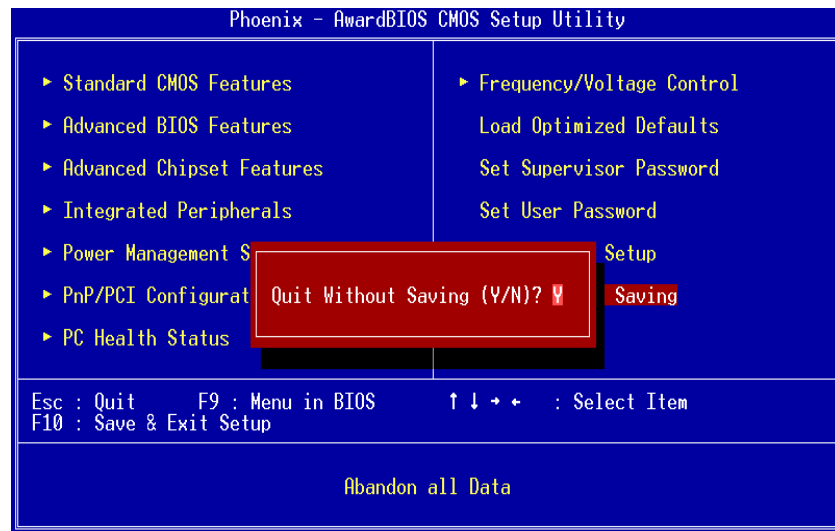 Phoenix - AwardBIOS CMOS Setup Utility
▸ Standard CMOS Features
▸ Advanced BIOS Features
▸ Advanced Chipset Features
▸ Integrated Peripherals
▸ Power Management S
▸ PnP/PCI Configurat
▸ PC Health Status
▸ Frequency/Voltage Control
Load Optimized Defaults
Set Supervisor Password
Set User Password
Setup
Saving
Quit Without Saving (Y/N)? Y
Esc : Quit F9 : Menu in BIOS ↑ ↓ → ← : Select Item
F10 : Save & Exit Setup
Abandon all Data